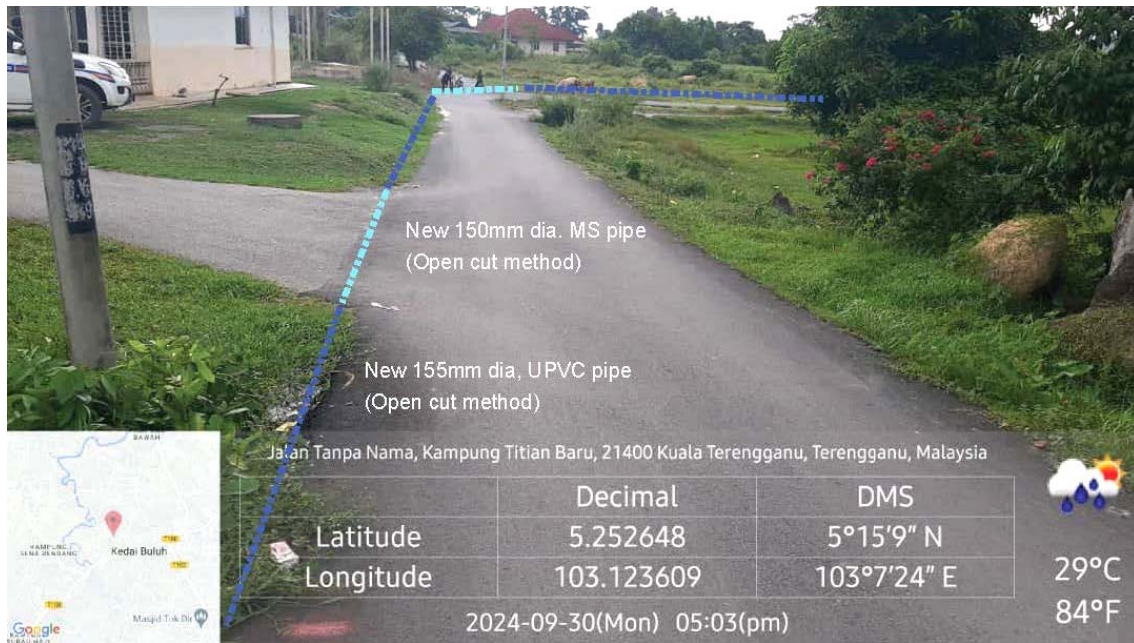 New 150mm dia. MS pipe
(Open cut method)
New 155mm dia, UPVC pipe
(Open cut method)
Jalan Tanpa Nama, Kampung Titian Baru, 21400 Kuala Terengganu, Terengganu, Malaysia
Decimal DMS
Latitude 5.252648 5°15'9" N
Longitude 103.123609 103°7'24" E
2024-09-30(Mon) 05:03(pm)
29°C
84°F
BAWAH
Kedai Buluh
Masjid Tok Dir
Google